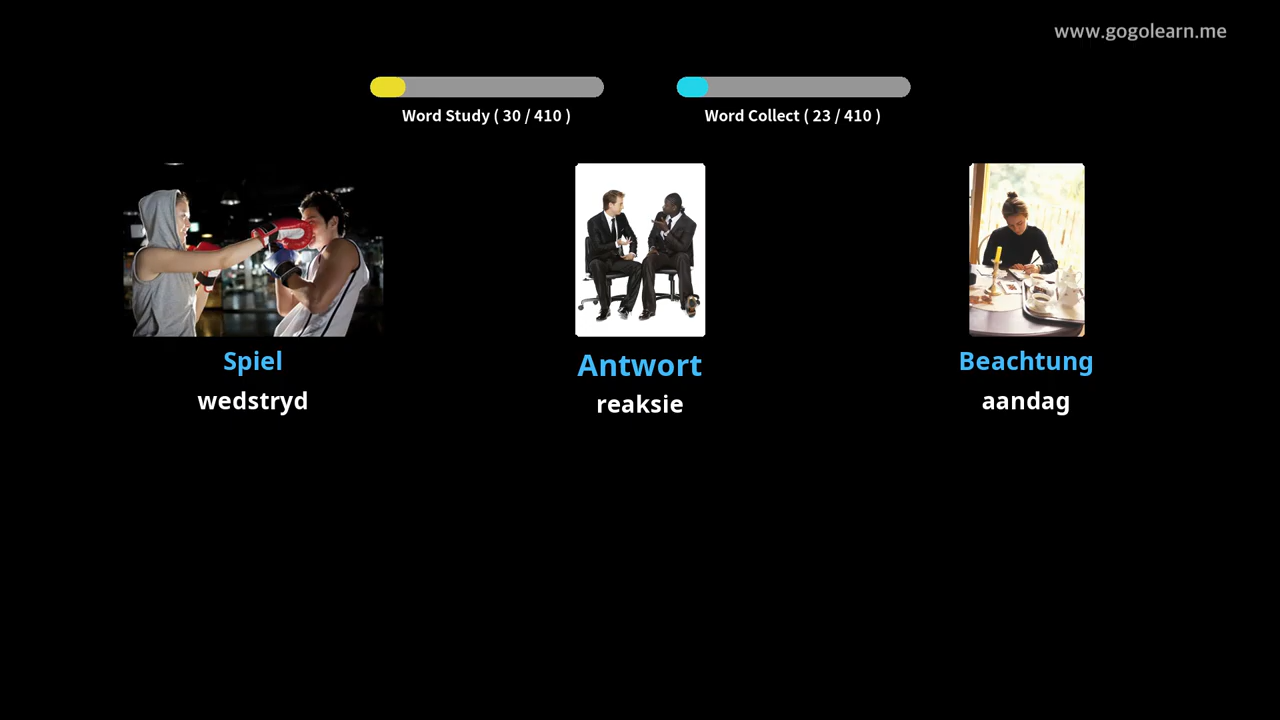 www.gogolearn.me
Word Study ( 30 / 410 )
Word Collect ( 23 / 410 )
Spiel
wedstryd
Antwort
reaksie
Beachtung
aandag